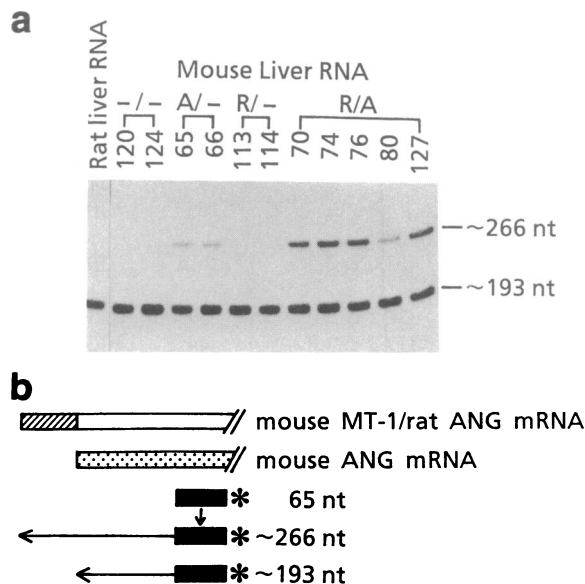 a
Mouse Liver RNA
Rat liver RNA
– / – A/ – R/ – R/A
120 124 65 66 113 114 70 74 76 80 127
~266 nt
~193 nt
b
mouse MT-1/rat ANG mRNA
mouse ANG mRNA
* 65 nt
* ~266 nt
* ~193 nt